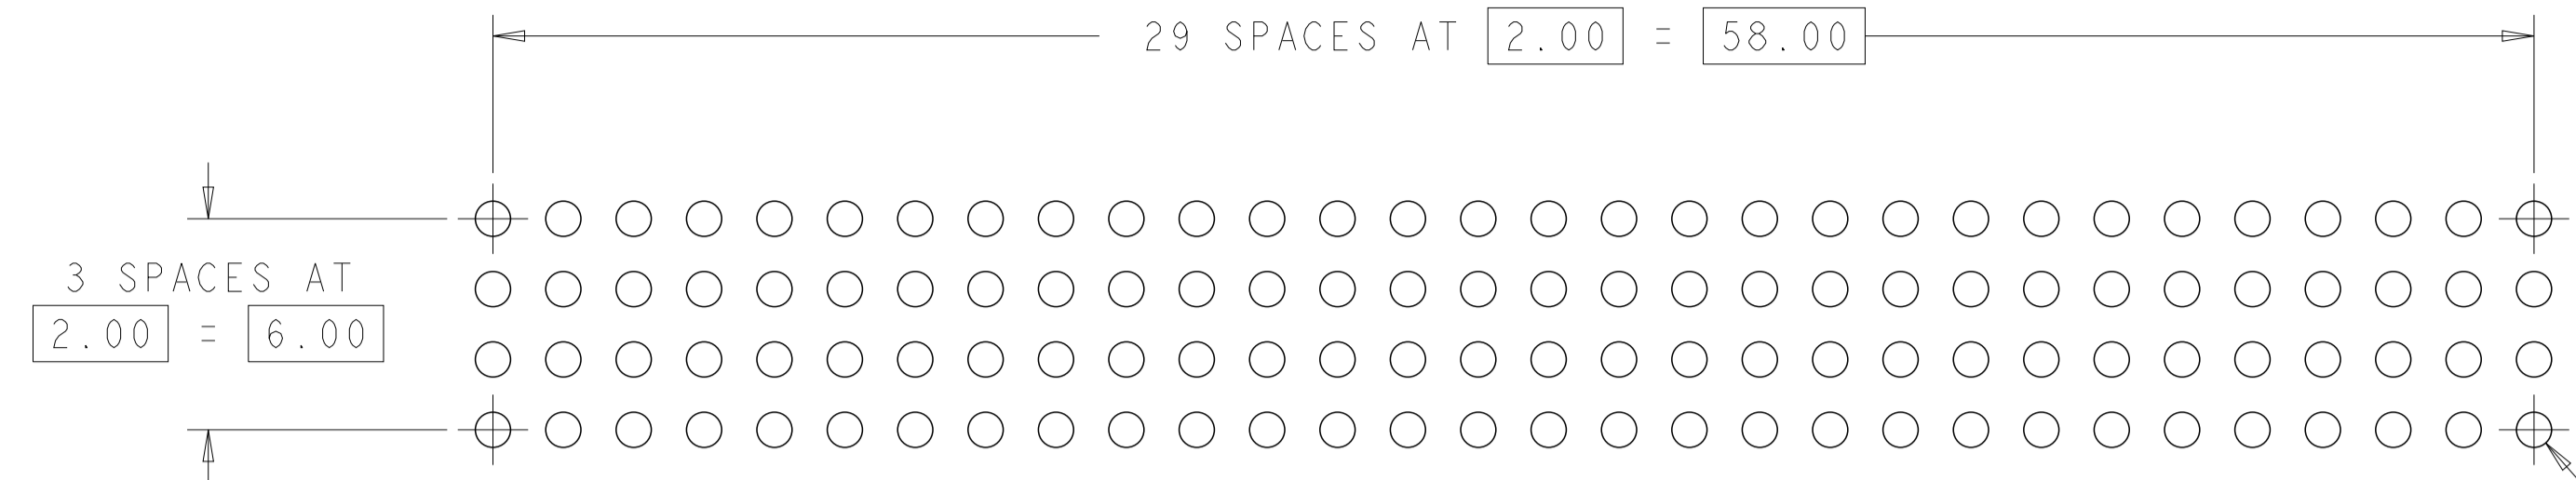 29 SPACES AT 2.00 = 58.00
3 SPACES AT
2.00 = 6.00